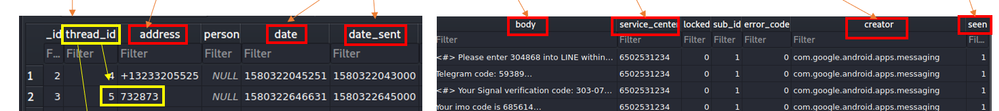 _id thread_id address person date date_sent
F... Filter Filter Filter Filter Filter
1 2 4 +13233205525 NULL 1580322045251 1580322043000
2 3 5 732873 NULL 1580322646631 1580322645000
body service_center locked sub_id error_code creator seen
Filter Filter Filter Filter Filter Filter Fil...
<#> Please enter 304868 into LINE within... 6502531234 0 1 0 com.google.android.apps.messaging 1
Telegram code: 59389... 6502531234 0 1 0 com.google.android.apps.messaging 1
<#> Your Signal verification code: 303-07... 6502531234 0 1 0 com.google.android.apps.messaging 1
Your imo code is 685614... 6502531234 0 1 0 com.google.android.apps.messaging 1